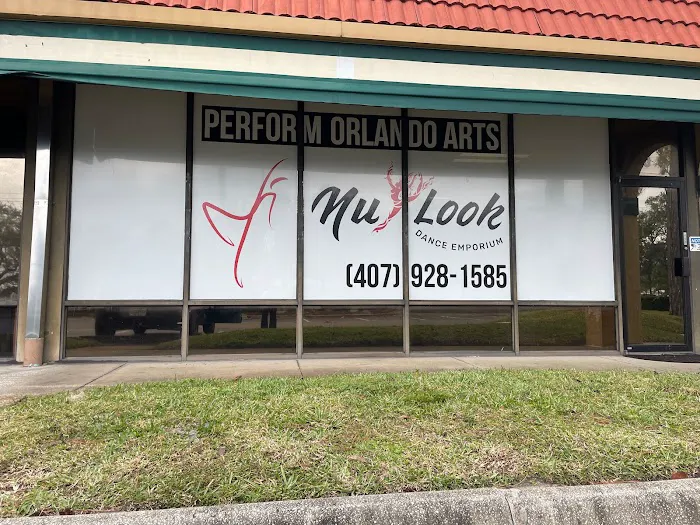 PERFORM ORLANDO ARTS
Nu Look
DANCE EMPORIUM
(407) 928-1585